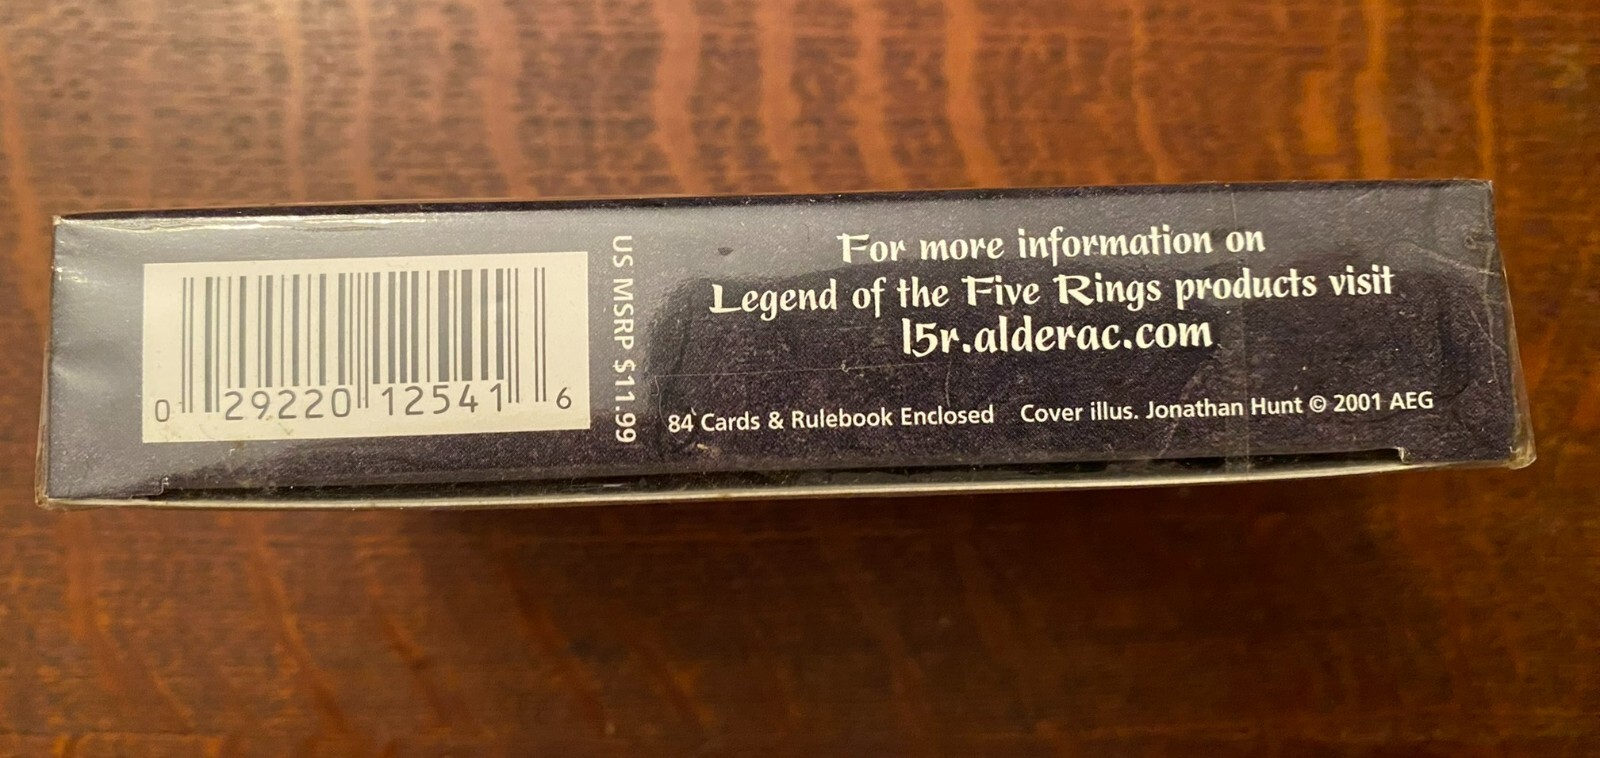 0 29220 12541 6
US MSRP $11.99
For more information on
Legend of the Five Rings products visit
l5r.alderac.com
84 Cards & Rulebook Enclosed Cover illus. Jonathan Hunt © 2001 AEG